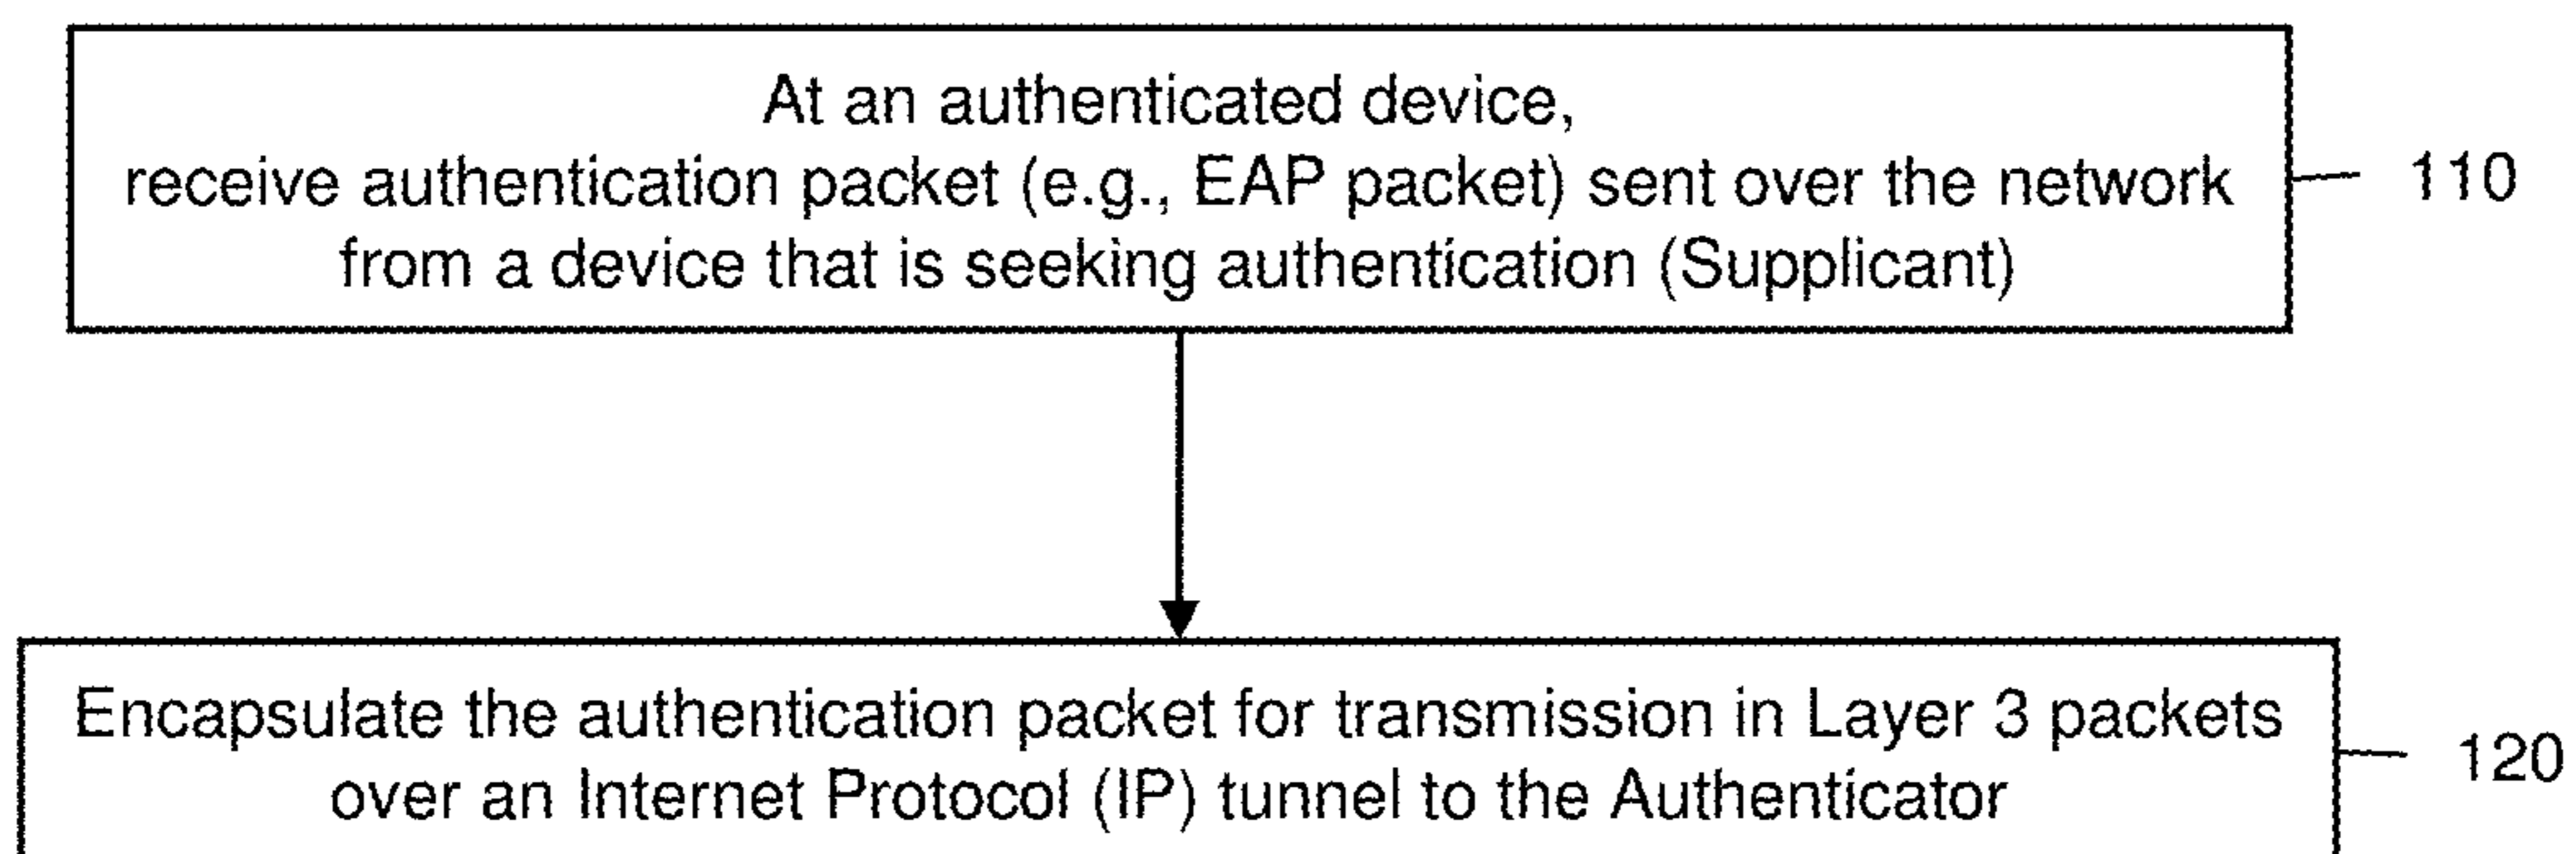 At an authenticated device,
receive authentication packet (e.g., EAP packet) sent over the network
from a device that is seeking authentication (Supplicant)
110
Encapsulate the authentication packet for transmission in Layer 3 packets
over an Internet Protocol (IP) tunnel to the Authenticator
120